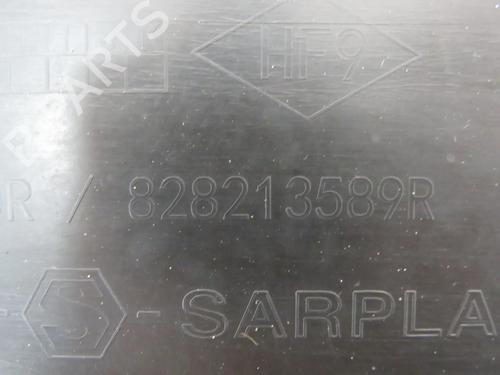 B PARTS
HF9
R / 828213589R
-S- SARPLA